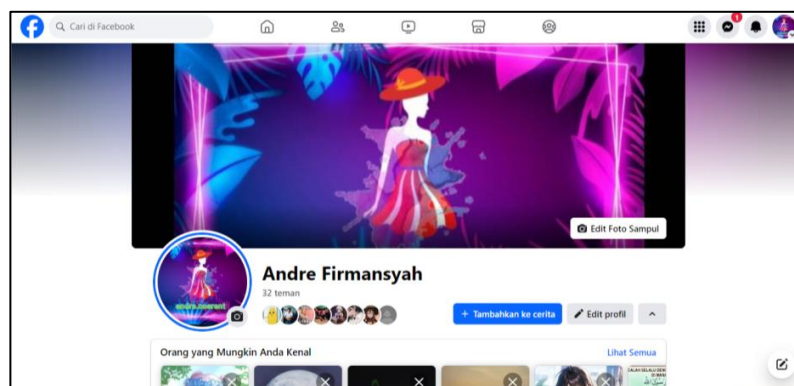 Cari di Facebook
1
Edit Foto Sampul
Andre Firmansyah
32 teman
+ Tambahkan ke cerita
Edit profil
Orang yang Mungkin Anda Kenal
Lihat Semua